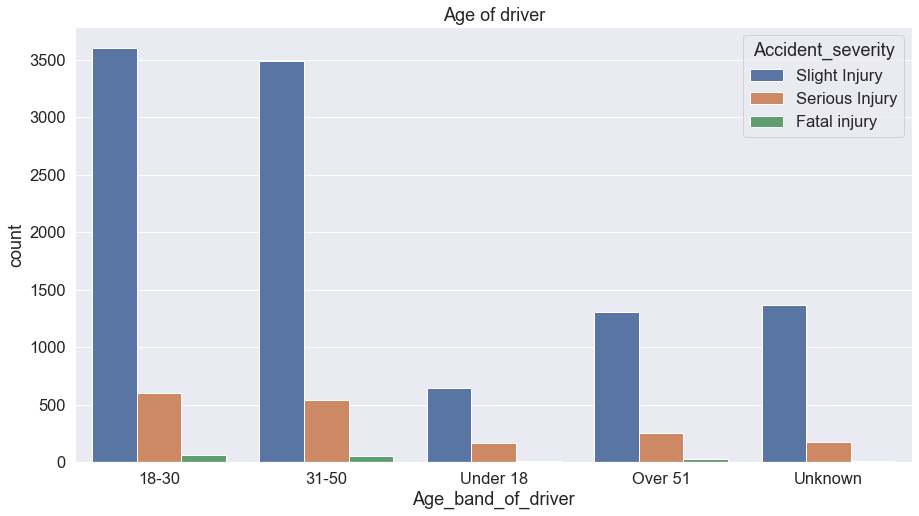 Age of driver
Accident_severity
Slight Injury
Serious Injury
Fatal injury
count
3500
3000
2500
2000
1500
1000
500
0
18-30
31-50
Under 18
Over 51
Unknown
Age_band_of_driver